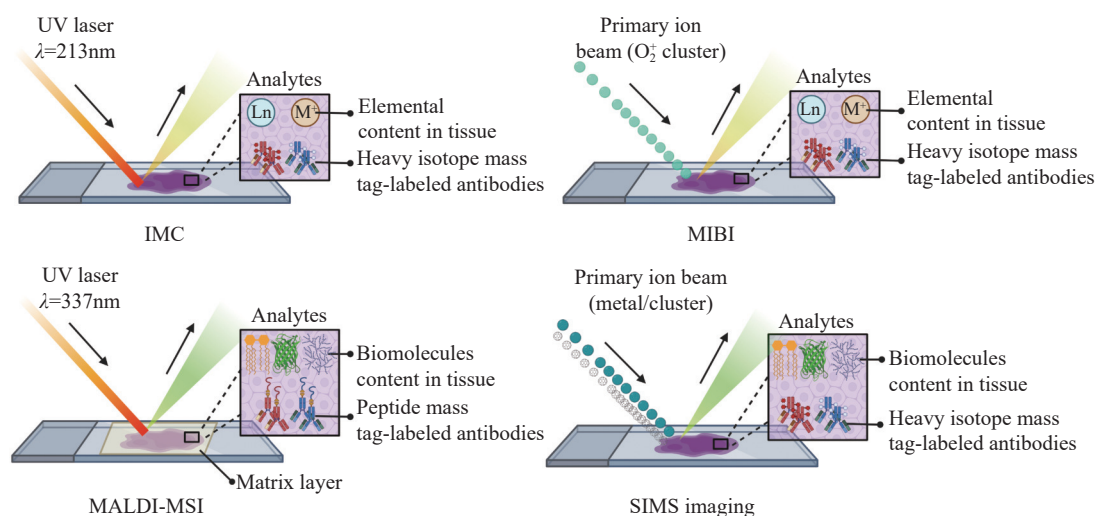 UV laser
λ=213nm
Analytes
Ln
M+
Elemental
content in tissue
Heavy isotope mass
tag-labeled antibodies
IMC
Primary ion
beam (O₂⁺ cluster)
Analytes
Ln
M+
Elemental
content in tissue
Heavy isotope mass
tag-labeled antibodies
MIBI
UV laser
λ=337nm
Analytes
Biomolecules
content in tissue
Peptide mass
tag-labeled antibodies
Matrix layer
MALDI-MSI
Primary ion beam
(metal/cluster)
Analytes
Biomolecules
content in tissue
Heavy isotope mass
tag-labeled antibodies
SIMS imaging